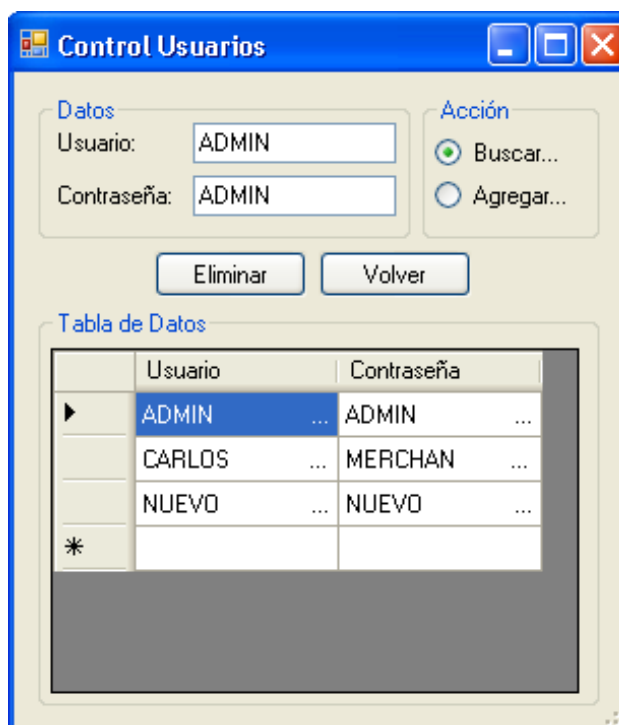 Control Usuarios
Datos
Usuario: ADMIN
Contraseña: ADMIN
Acción
Buscar...
Agregar...
Eliminar Volver
Tabla de Datos
Usuario Contraseña
ADMIN ... ADMIN ...
CARLOS ... MERCHAN ...
NUEVO ... NUEVO ...